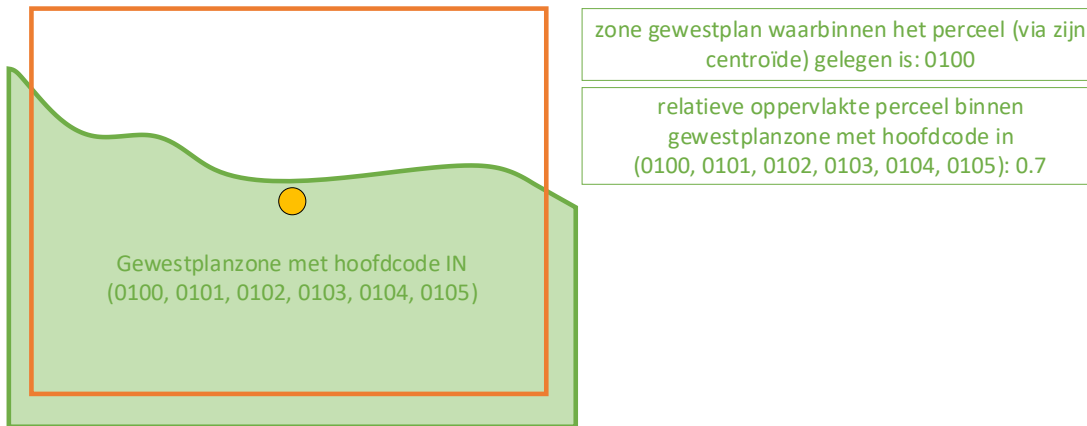 zone gewestplan waarbinnen het perceel (via zijn
centroïde) gelegen is: 0100
relatieve oppervlakte perceel binnen
gewestplanzone met hoofdcode in
(0100, 0101, 0102, 0103, 0104, 0105): 0.7
Gewestplanzone met hoofdcode IN
(0100, 0101, 0102, 0103, 0104, 0105)